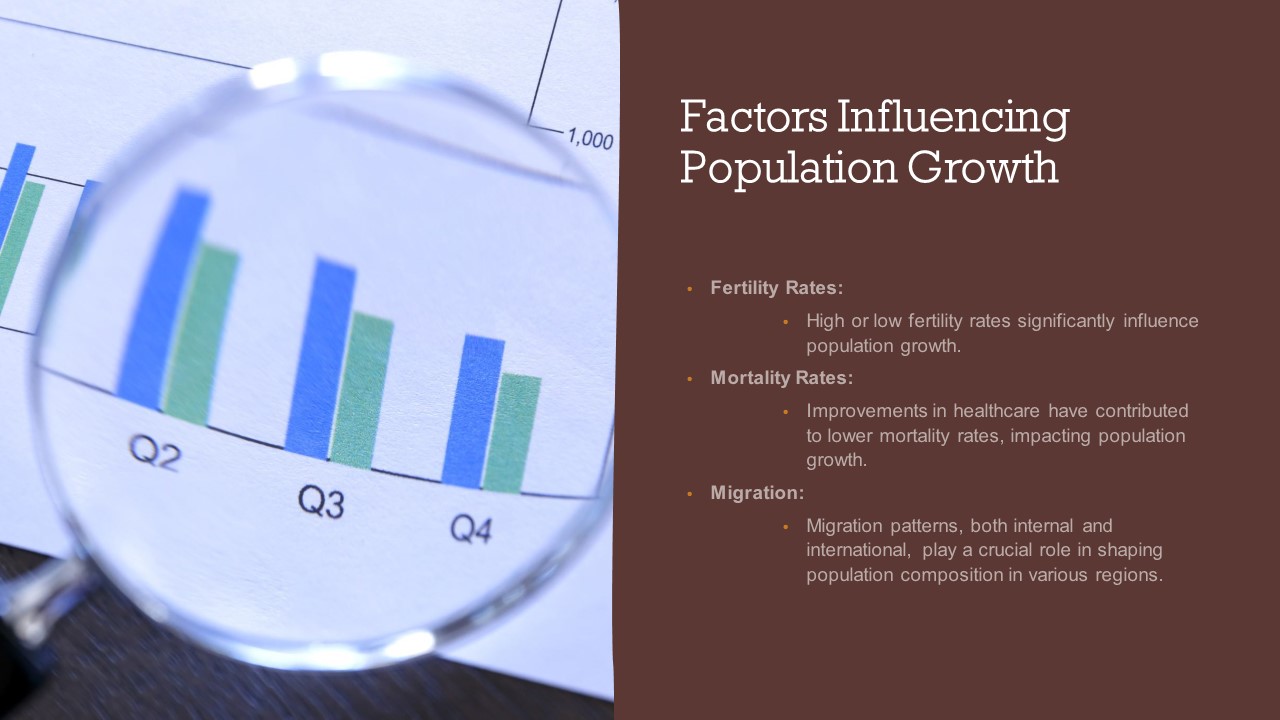 1,000
Q2
Q3
Q4
Factors Influencing
Population Growth
• Fertility Rates:
• High or low fertility rates significantly influence
population growth.
• Mortality Rates:
• Improvements in healthcare have contributed
to lower mortality rates, impacting population
growth.
• Migration:
• Migration patterns, both internal and
international, play a crucial role in shaping
population composition in various regions.